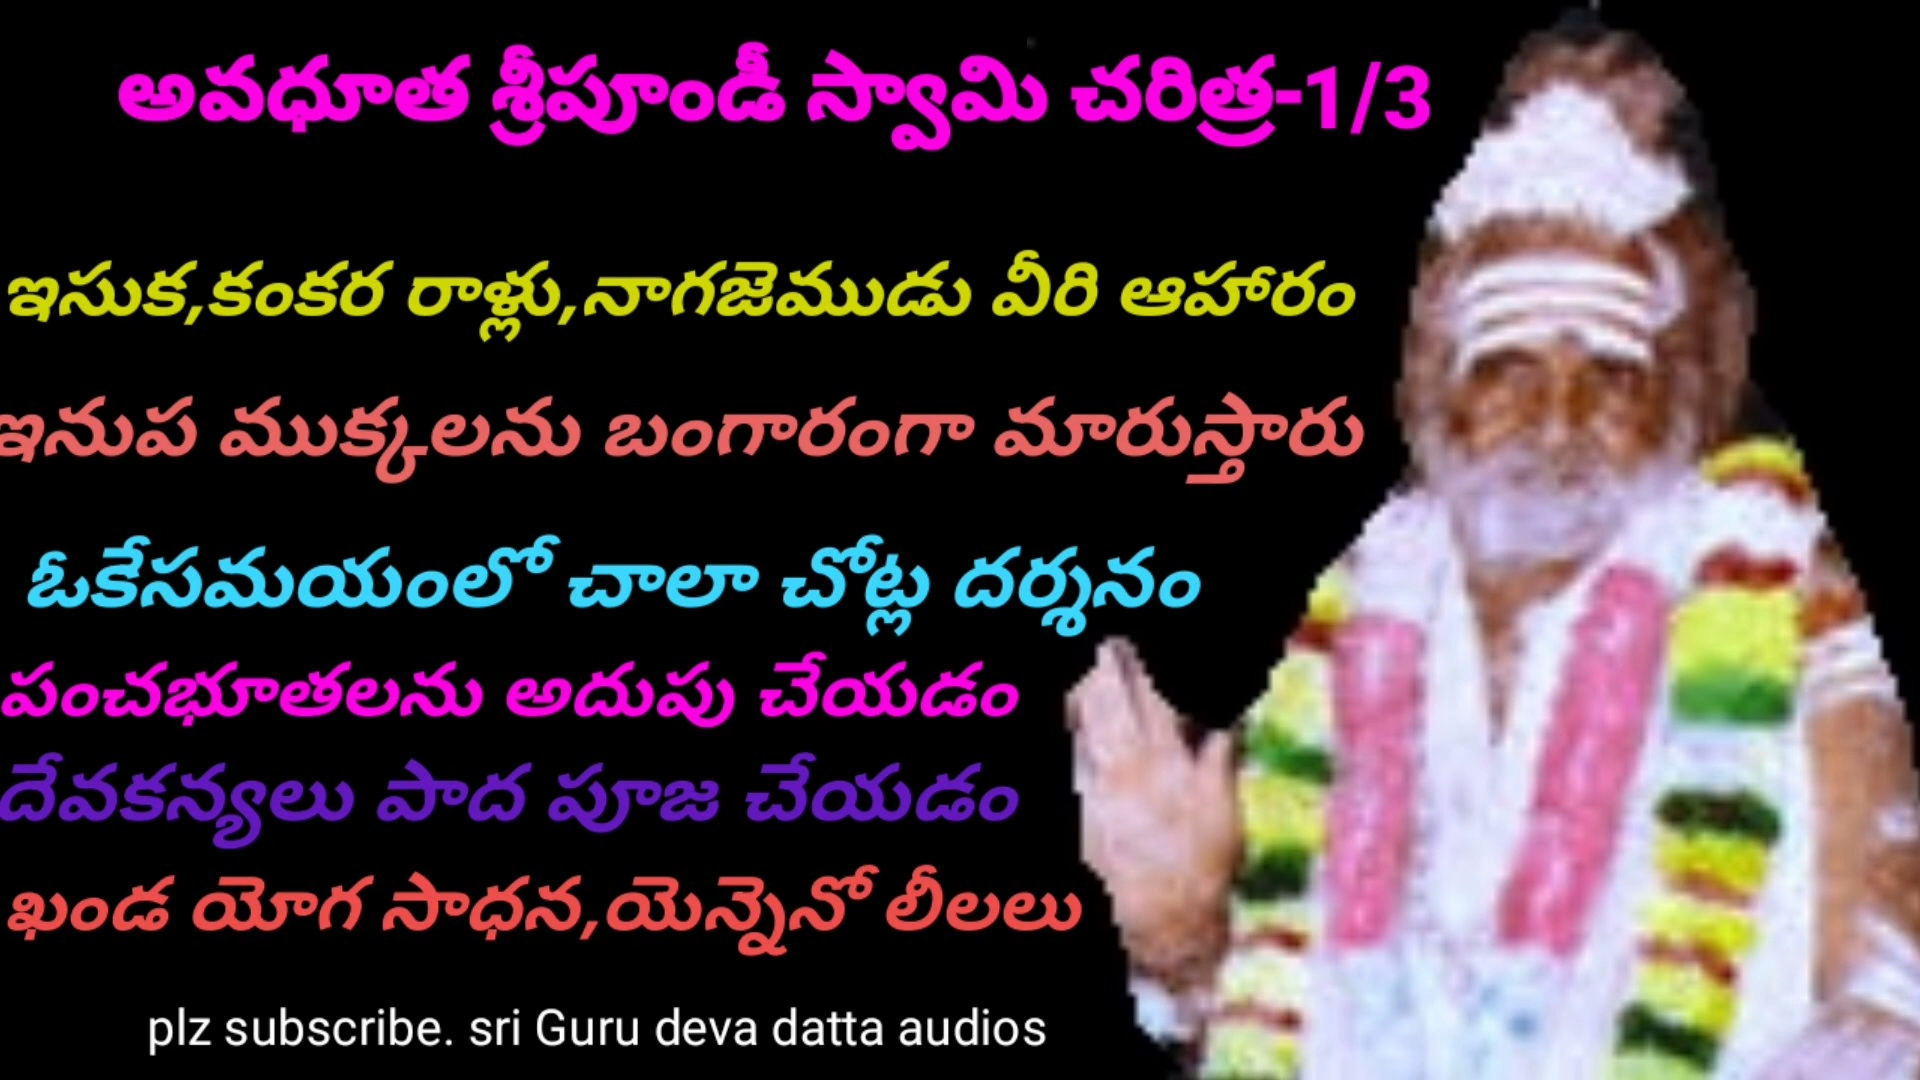 అవధూత శ్రీపూండీ స్వామి చరిత్ర-1/3
ఇసుక,కంకర రాళ్లు,నాగజెముడు వీరి ఆహారం
ఇనుప ముక్కలను బంగారంగా మారుస్తారు
ఓకేసమయంలో చాలా చోట్ల దర్శనం
పంచభూతలను అదుపు చేయడం
దేవకన్యలు పాద పూజ చేయడం
ఖండ యోగ సాధన,యెన్నెనో లీలలు
plz subscribe. sri Guru deva datta audios